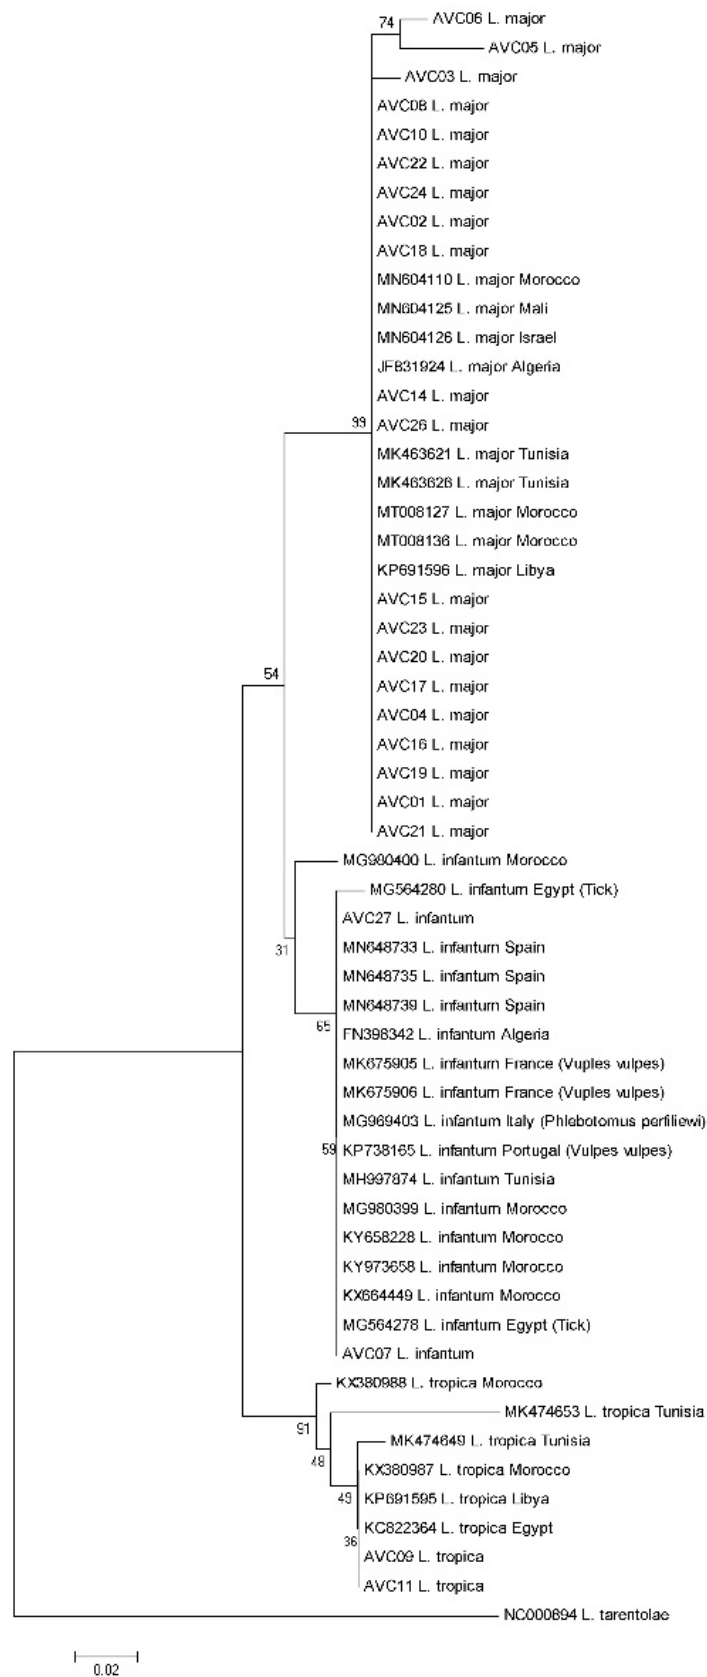 74
AVC06 L. major
AVC05 L. major
AVC03 L. major
AVC08 L. major
AVC10 L. major
AVC22 L. major
AVC24 L. major
AVC02 L. major
AVC18 L. major
MN604110 L. major Morocco
MN604125 L. major Mali
MN604126 L. major Israel
JF831924 L. major Algeria
AVC14 L. major
99
AVC26 L. major
MK463621 L. major Tunisia
MK463626 L. major Tunisia
MT008127 L. major Morocco
MT008136 L. major Morocco
KP691596 L. major Libya
AVC15 L. major
AVC23 L. major
AVC20 L. major
54
AVC17 L. major
AVC04 L. major
AVC16 L. major
AVC19 L. major
AVC01 L. major
AVC21 L. major
MG980400 L. infantum Morocco
MG564280 L. infantum Egypt (Tick)
AVC27 L. infantum
31
MN648733 L. infantum Spain
MN648735 L. infantum Spain
MN648739 L. infantum Spain
65
FN398342 L. infantum Algeria
MK675905 L. infantum France (Vuples vulpes)
MK675906 L. infantum France (Vuples vulpes)
MG969403 L. infantum Italy (Phlebotomus perfiliewi)
59
KP738165 L. infantum Portugal (Vulpes vulpes)
MH997874 L. infantum Tunisia
MG980399 L. infantum Morocco
KY658228 L. infantum Morocco
KY973658 L. infantum Morocco
KX664449 L. infantum Morocco
MG564278 L. infantum Egypt (Tick)
AVC07 L. infantum
KX380988 L. tropica Morocco
MK474653 L. tropica Tunisia
91
MK474649 L. tropica Tunisia
48
KX380987 L. tropica Morocco
49
KP691595 L. tropica Libya
KC822364 L. tropica Egypt
36
AVC09 L. tropica
AVC11 L. tropica
NC000894 L. tarentolae
0.02